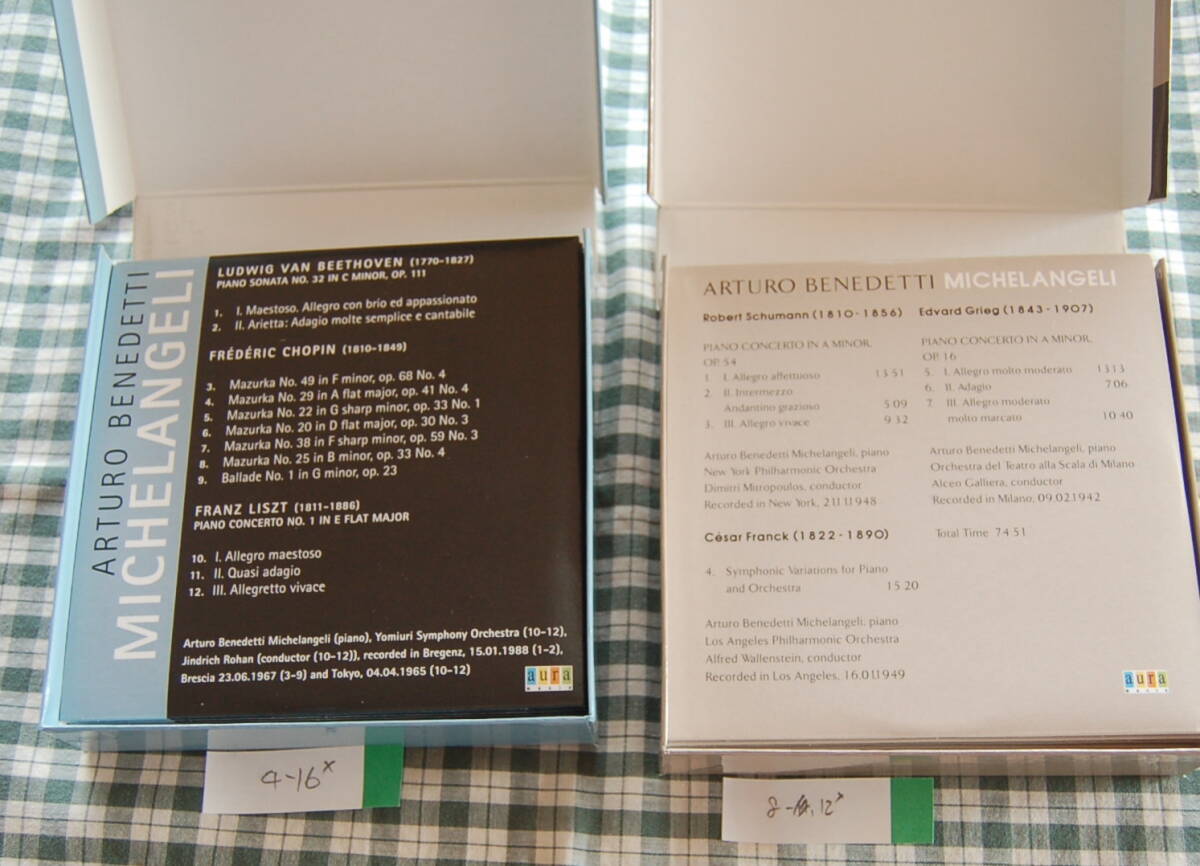 ARTURO BENEDETTI
MICHELANGELI
LUDWIG VAN BEETHOVEN (1770-1827)
PIANO SONATA NO. 32 IN C MINOR, OP. 111
1. I. Maestoso. Allegro con brio ed appassionato
2. II. Arietta: Adagio molte semplice e cantabile
FRÉDÉRIC CHOPIN (1810-1849)
3. Mazurka No. 49 in F minor, op. 68 No. 4
4. Mazurka No. 29 in A flat major, op. 41 No. 4
5. Mazurka No. 22 in G sharp minor, op. 33 No. 1
6. Mazurka No. 20 in D flat major, op. 30 No. 3
7. Mazurka No. 38 in F sharp minor, op. 59 No. 3
8. Mazurka No. 25 in B minor, op. 33 No. 4
9. Ballade No. 1 in G minor, op. 23
FRANZ LISZT (1811-1886)
PIANO CONCERTO NO. 1 IN E FLAT MAJOR
10. I. Allegro maestoso
11. II. Quasi adagio
12. III. Allegretto vivace
Arturo Benedetti Michelangeli (piano), Yomiuri Symphony Orchestra (10-12),
Jindrich Rohan (conductor (10-12)), recorded in Bregenz, 15.01.1988 (1-2),
Brescia 23.06.1967 (3-9) and Tokyo, 04.04.1965 (10-12)
aura
MUSIC
4-16x
ARTURO BENEDETTI MICHELANGELI
Robert Schumann (1810-1856)
PIANO CONCERTO IN A MINOR,
OP. 54
1. I. Allegro affettuoso 13 51
2. II. Intermezzo
Andantino grazioso 5 09
3. III. Allegro vivace 9 32
Arturo Benedetti Michelangeli, piano
New York Philharmonic Orchestra
Dimitri Mitropoulos, conductor
Recorded in New York, 21.11.1948
César Franck (1822-1890)
4. Symphonic Variations for Piano
and Orchestra 15 20
Arturo Benedetti Michelangeli, piano
Los Angeles Philharmonic Orchestra
Alfred Wallenstein, conductor
Recorded in Los Angeles, 16.01.1949
Edvard Grieg (1843-1907)
PIANO CONCERTO IN A MINOR,
OP. 16
5. I. Allegro molto moderato 13 13
6. II. Adagio 7 06
7. III. Allegro moderato
molto marcato 10 40
Arturo Benedetti Michelangeli, piano
Orchestra del Teatro alla Scala di Milano
Alceo Galliera, conductor
Recorded in Milano, 09.02.1942
Total Time 74 51
aura
MUSIC
12x